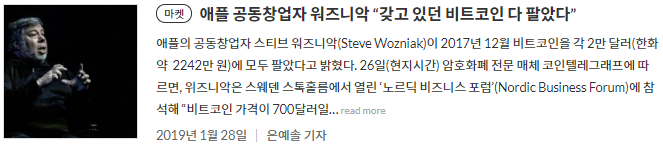 마켓 애플 공동창업자 워즈니악 “갖고 있던 비트코인 다 팔았다”
애플의 공동창업자 스티브 워즈니악(Steve Wozniak)이 2017년 12월 비트코인을 각 2만 달러(한화
약 2242만 원)에 모두 팔았다고 밝혔다. 26일(현지시간) 암호화폐 전문 매체 코인텔레그래프에 따
르면, 위즈니악은 스웨덴 스톡홀름에서 열린 ‘노르딕 비즈니스 포럼’(Nordic Business Forum)에 참
석해 “비트코인 가격이 700달러일... read more
2019년 1월 28일 | 은예솔 기자